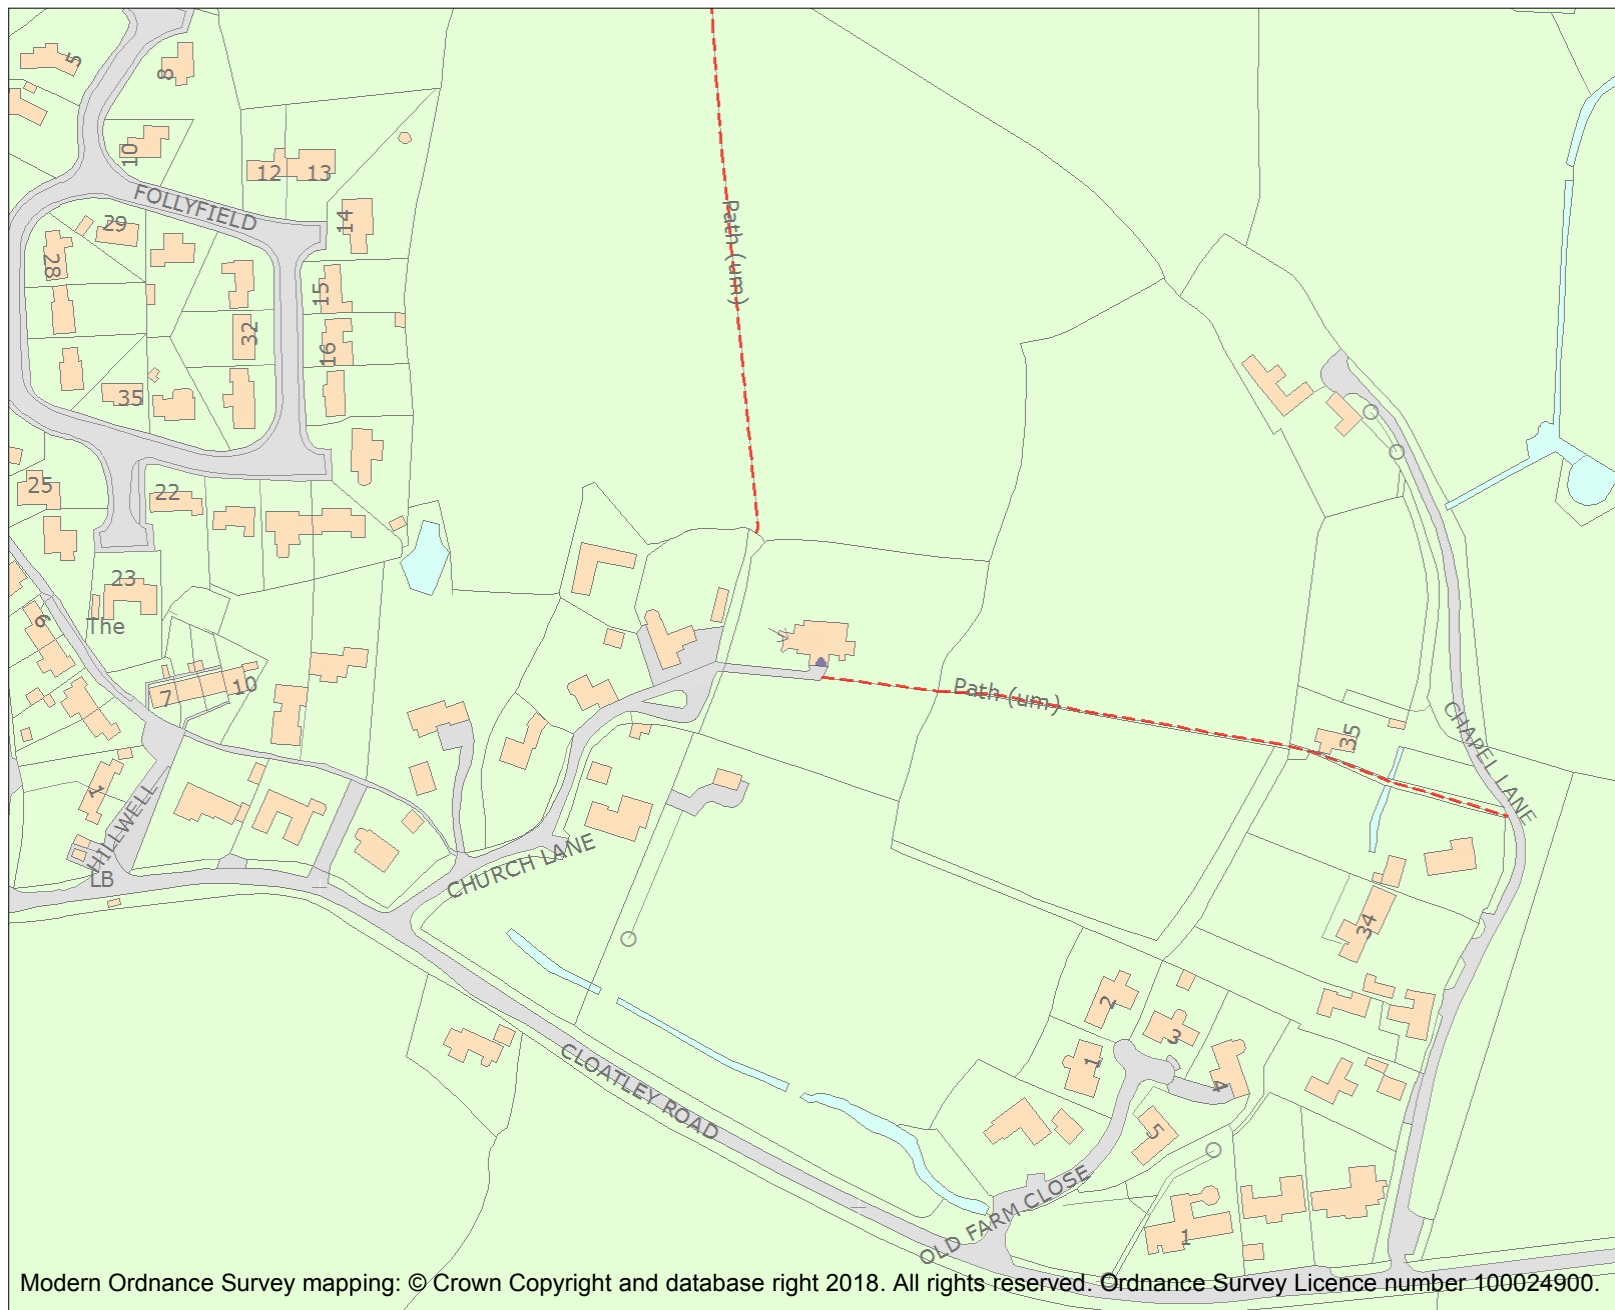 5
8
10
12
13
FOLLYFIELD
14
29
28
Path (um)
15
32
16
35
25
22
23
6
The
7
10
Path (um)
35
CHAPEL LANE
1
HILLWELL
LB
CHURCH LANE
34
2
3
1
4
5
CLOATLEY ROAD
OLD FARM CLOSE
1
Modern Ordnance Survey mapping: © Crown Copyright and database right 2018. All rights reserved. Ordnance Survey Licence number 100024900.